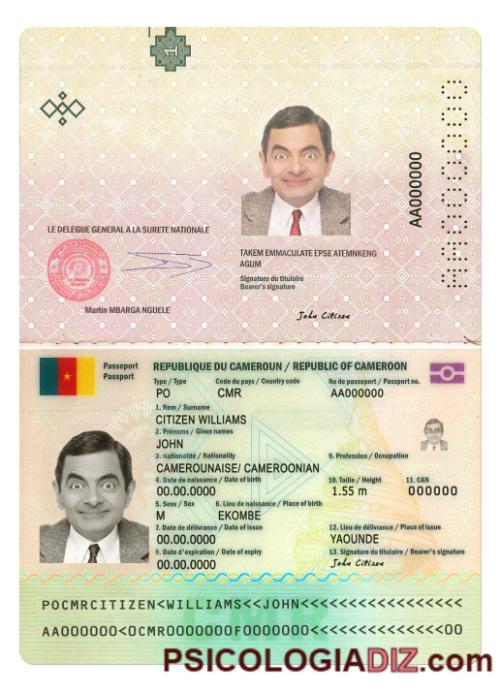 1
AA000000
AA000000
LE DELEGUE GENERAL A LA SURETE NATIONALE
TAKEM EMMACULATE EPSE ATEMNKENG
AGUM
Signature du titulaire
Bearer's signature
Martin MBARGA NGUELE
John Citizen
Passeport
Passport
REPUBLIQUE DU CAMEROUN / REPUBLIC OF CAMEROON
Type / Type Code du pays / Country code No de passeport / Passport no.
PO CMR AA000000
1. Nom / Surname
CITIZEN WILLIAMS
2. Prénoms / Given names
JOHN
3. Nationalité / Nationality 9. Profession / Occupation
CAMEROUNAISE/ CAMEROONIAN
4. Date de naissance / Date of birth 10. Taille / Height 11. CAN
00.00.0000 1.55 m 000000
5. Sexe / Sex 6. Lieu de naissance / Place of birth
M EKOMBE
7. Date de délivrance / Date of issue 12. Lieu de délivrance / Place of issue
00.00.0000 YAOUNDE
8. Date d'expiration / Date of expiry 13. Signature du titulaire / Bearer's signature
00.00.0000 John Citizen
POCMRCITIZEN<WILLIAMS<<JOHN<<<<<<<<<<<<<<<<<
AA000000<0CMR0000000F0000000<<<<<<<<<<<<<<00
PSICOLOGIADIZ.com